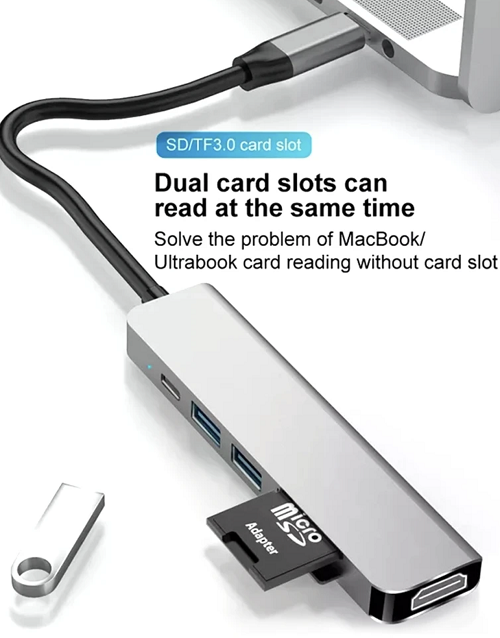 SD/TF3.0 card slot
Dual card slots can
read at the same time
Solve the problem of MacBook/
Ultrabook card reading without card slot
micro
SD
Adapter